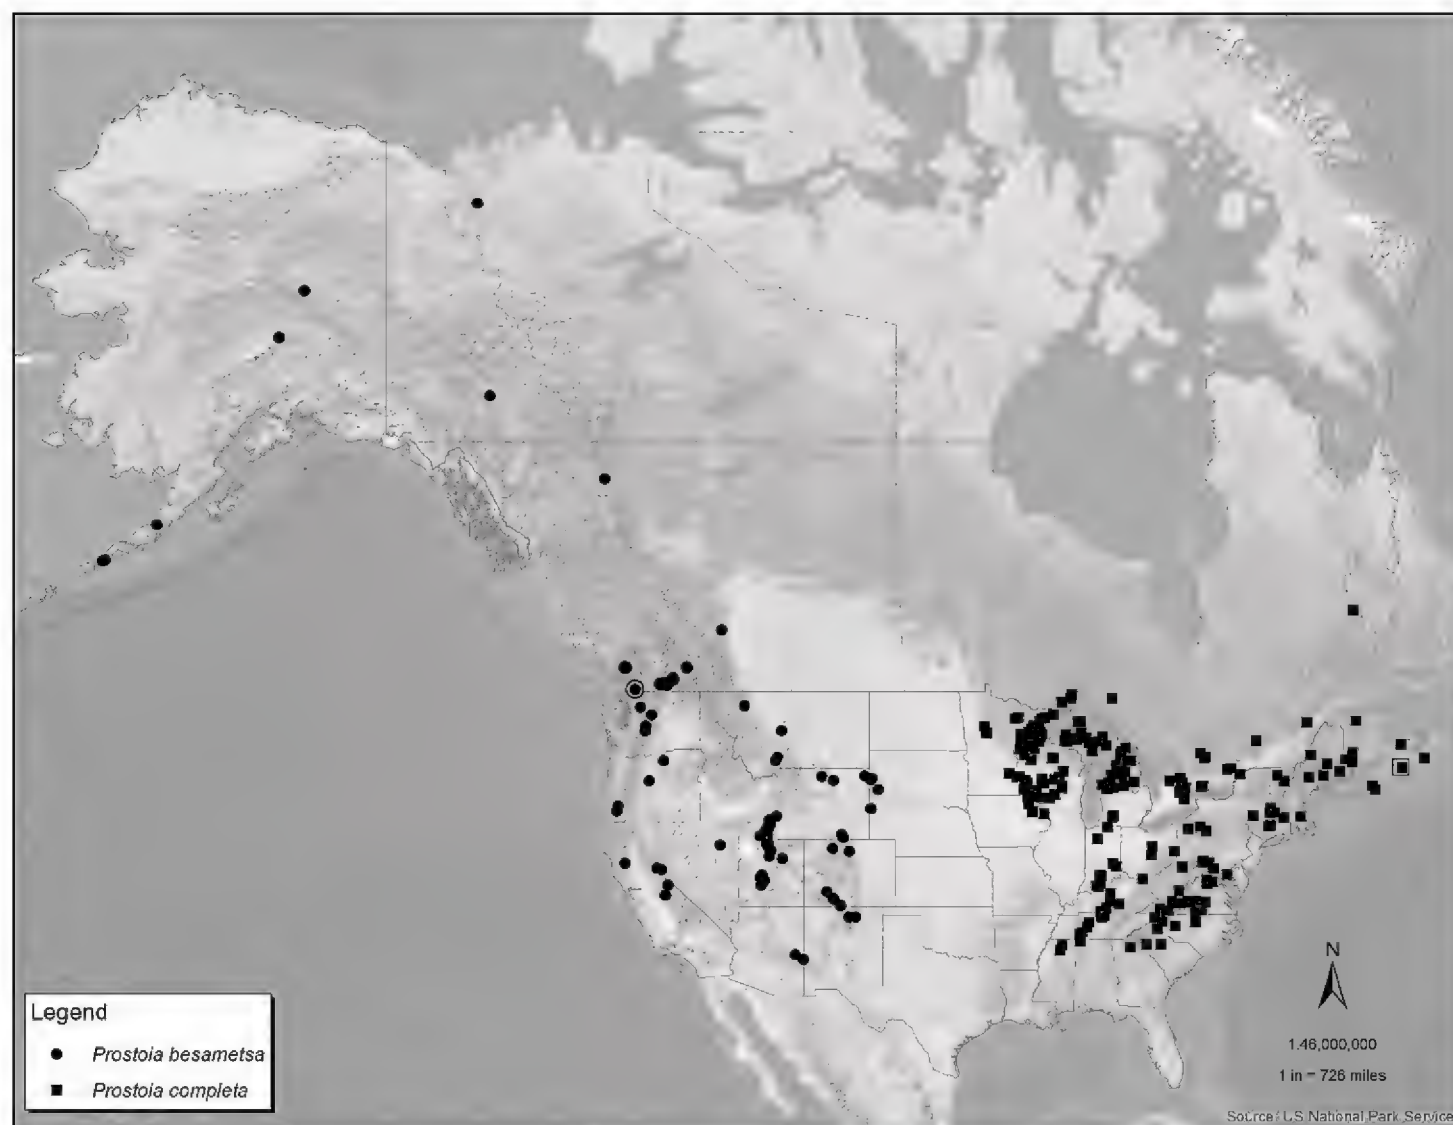 Legend
Prostoia besametsa
Prostoia completa
N
1:46,000,000
1 in = 726 miles
Source: US National Park Service